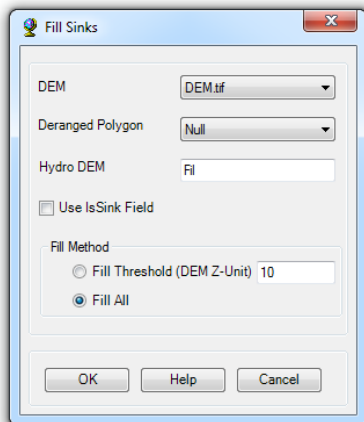 Fill Sinks
DEM DEM.tif
Deranged Polygon Null
Hydro DEM Fil
Use IsSink Field
Fill Method
Fill Threshold (DEM Z-Unit) 10
Fill All
OK Help Cancel